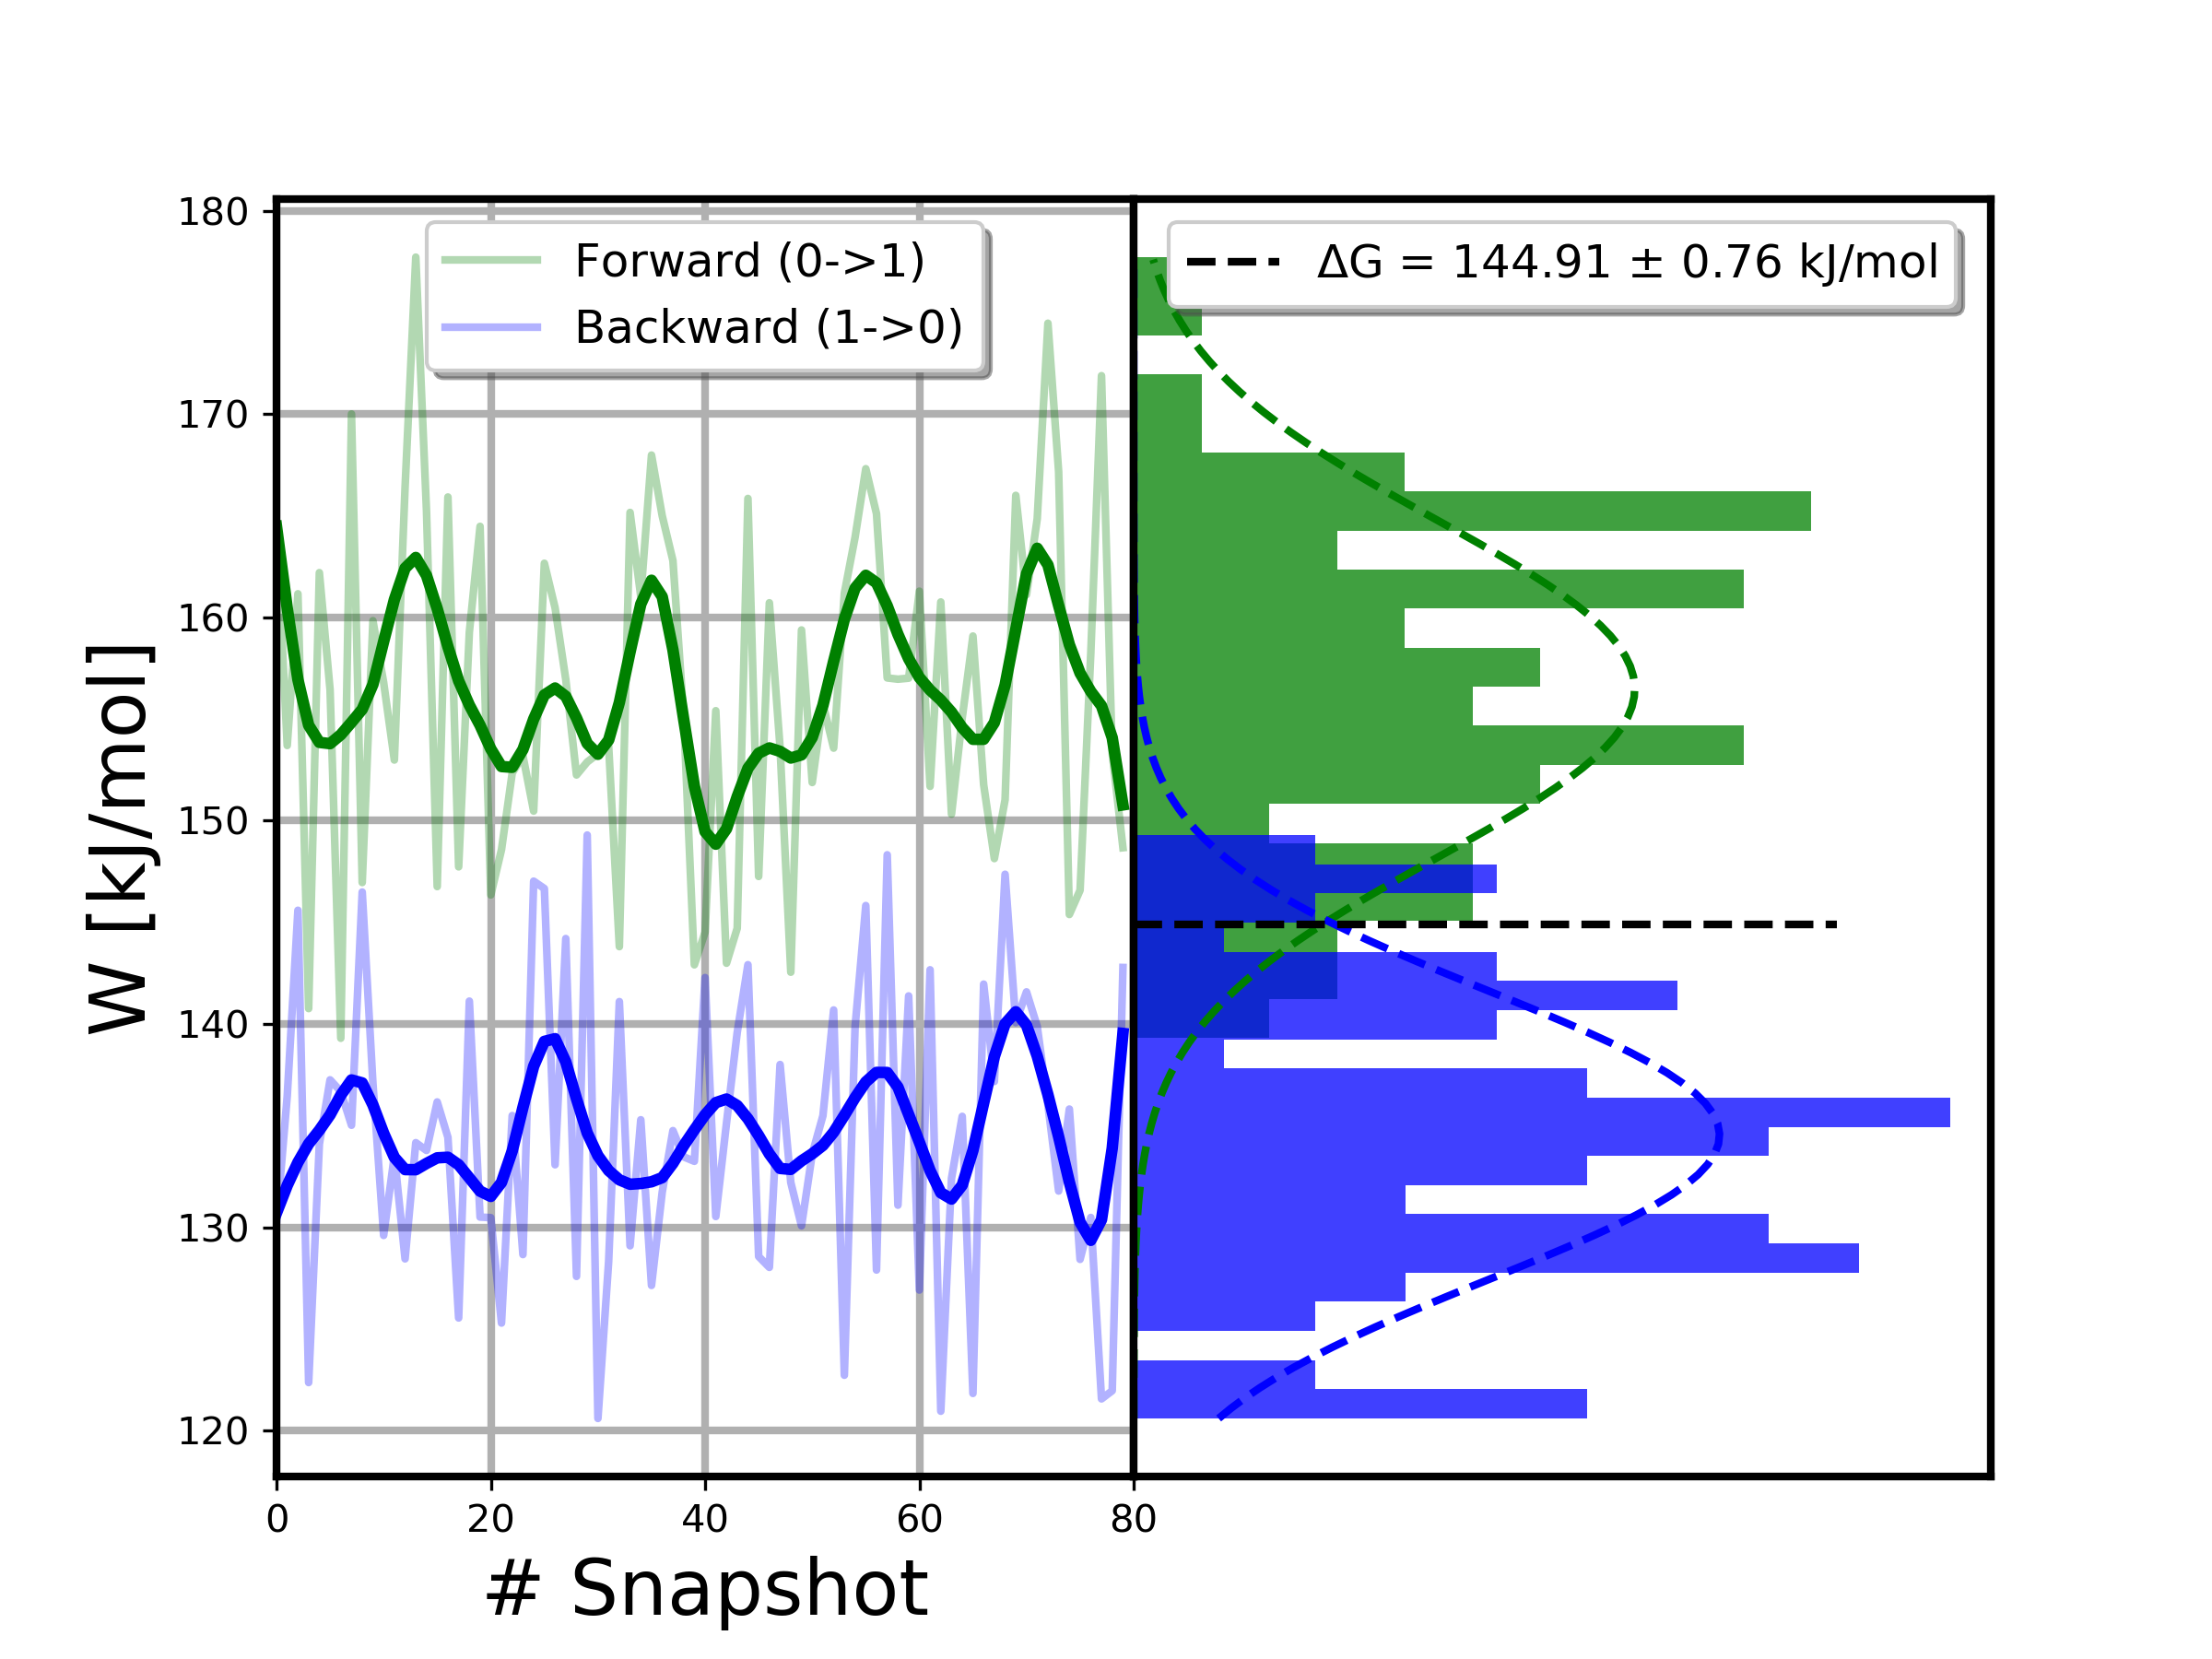 Forward (0->1)
Backward (1->0)
ΔG = 144.91 ± 0.76 kJ/mol
W [kJ/mol]
180
170
160
150
140
130
120
0 20 40 60 80
# Snapshot